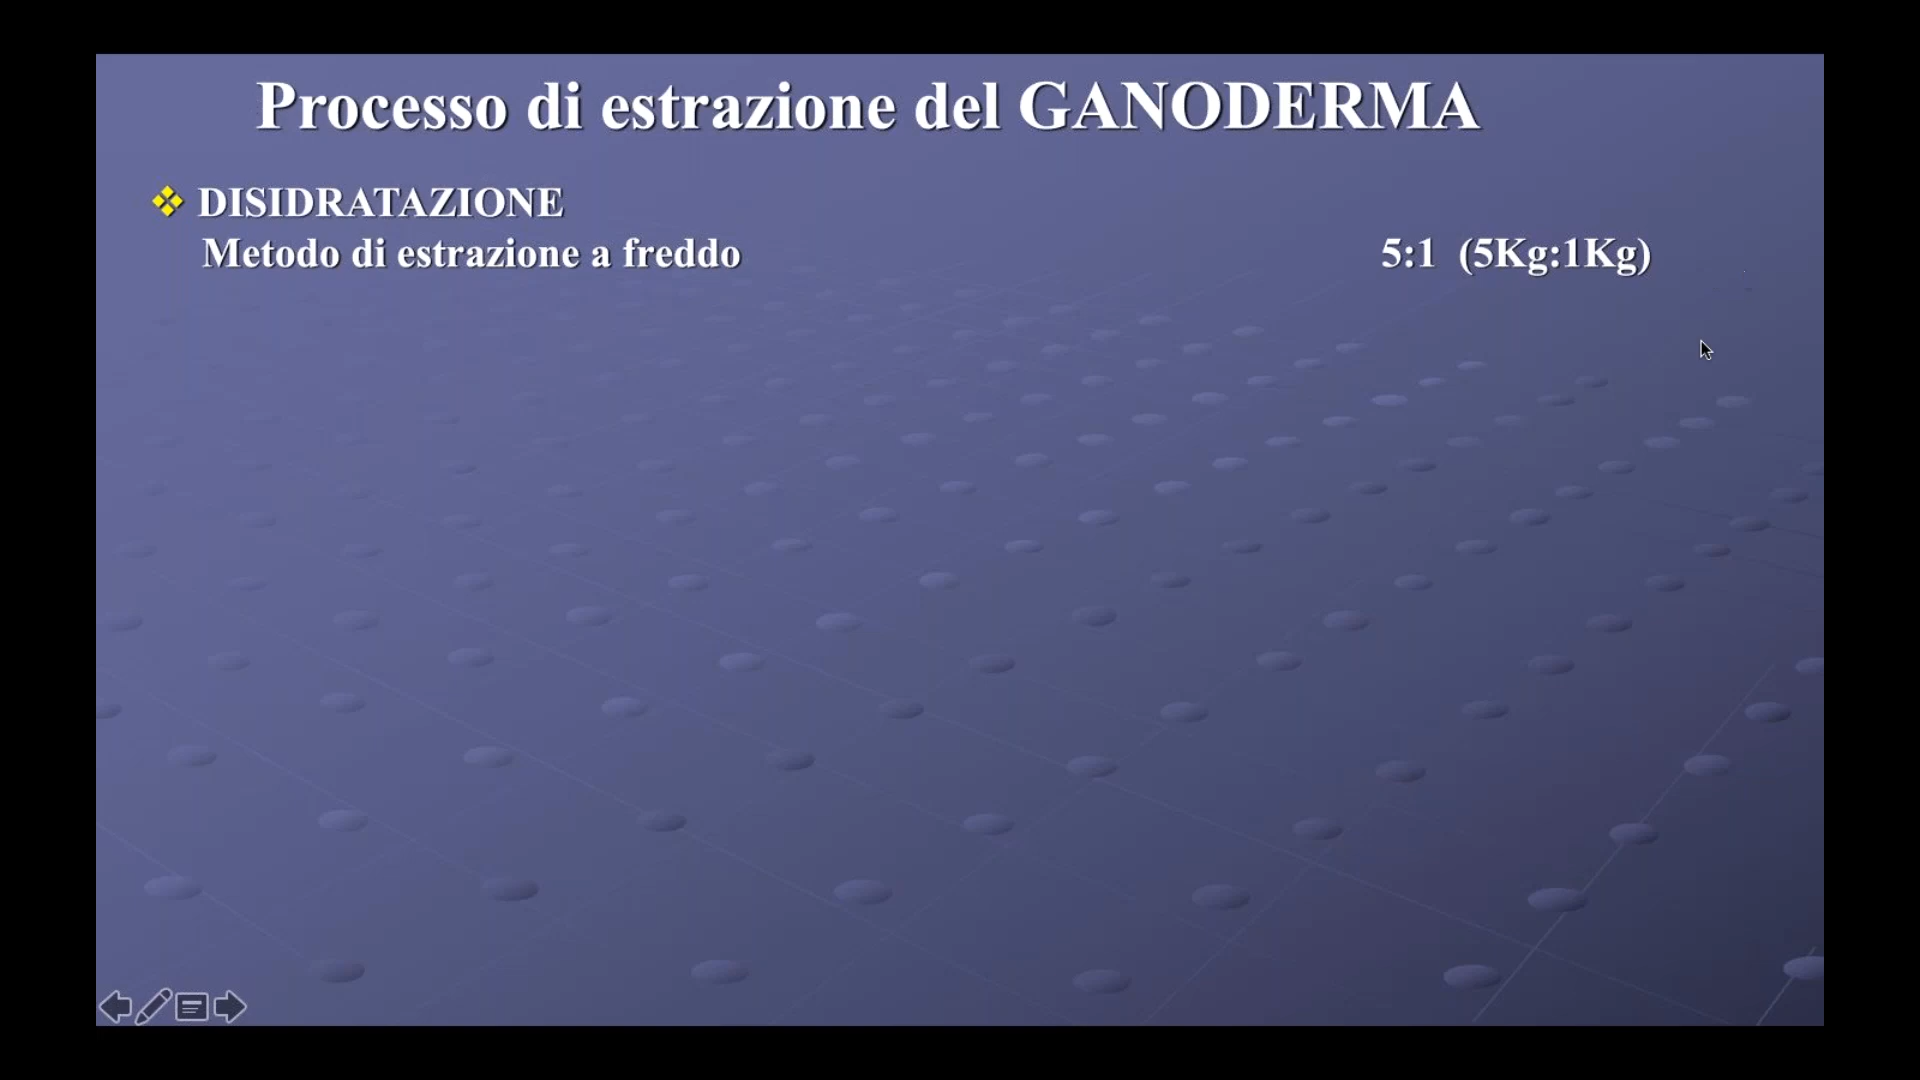 Processo di estrazione del GANODERMA
DISIDRATAZIONE
Metodo di estrazione a freddo 5:1 (5Kg:1Kg)